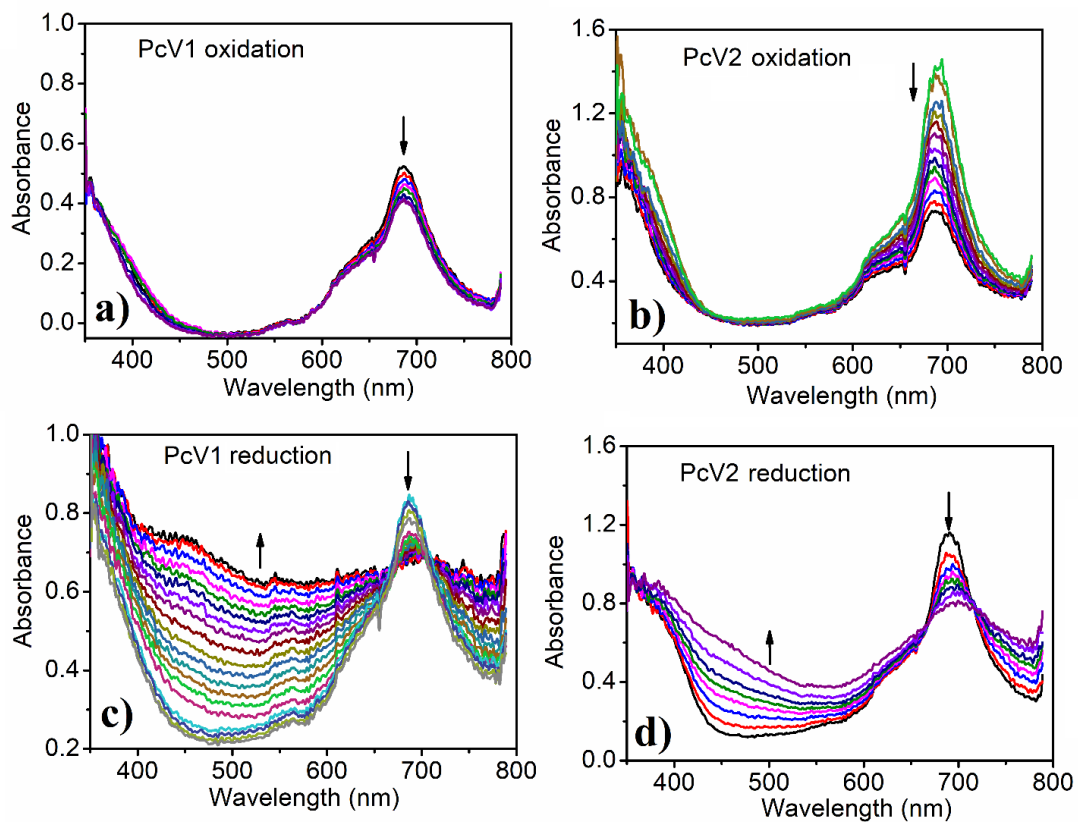 PcV1 oxidation
1.0
0.8
0.6
0.4
0.2
0.0
Absorbance
a)
400 500 600 700 800
Wavelength (nm)
PcV2 oxidation
1.6
1.2
0.8
0.4
Absorbance
b)
400 500 600 700 800
Wavelength (nm)
PcV1 reduction
1.0
0.8
0.6
0.4
0.2
Absorbance
c)
400 500 600 700 800
Wavelength (nm)
PcV2 reduction
1.6
1.2
0.8
0.4
0.0
Absorbance
d)
400 500 600 700 800
Wavelength (nm)